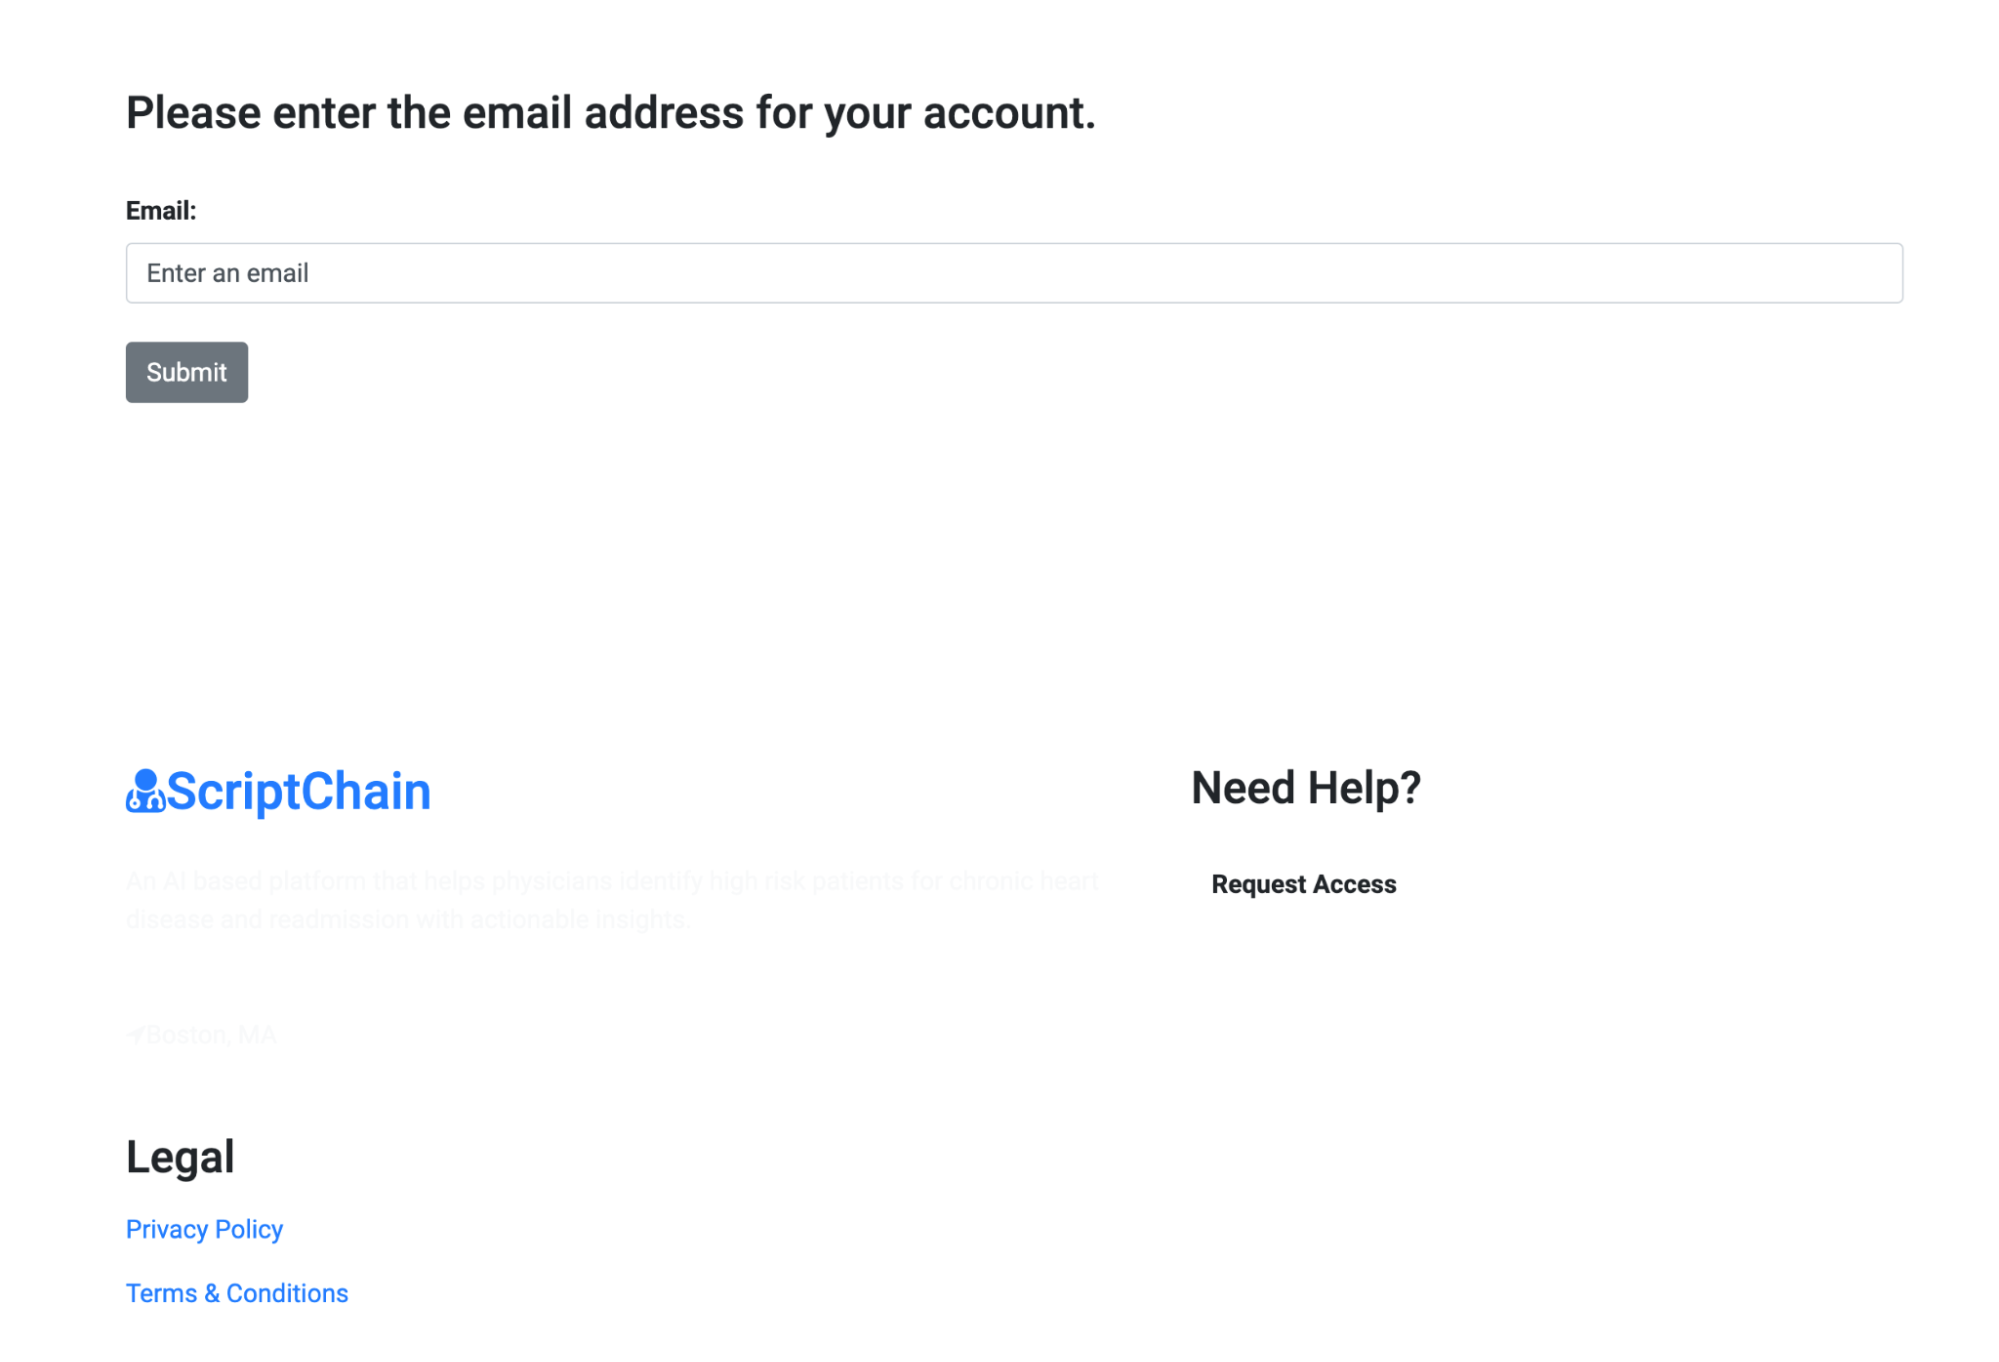 Please enter the email address for your account.
Email:
Enter an email
Submit
ScriptChain
An AI based platform that helps physicians identify high risk patients for chronic heart
disease and readmission with actionable insights.
Boston, MA
Need Help?
Request Access
Legal
Privacy Policy
Terms & Conditions